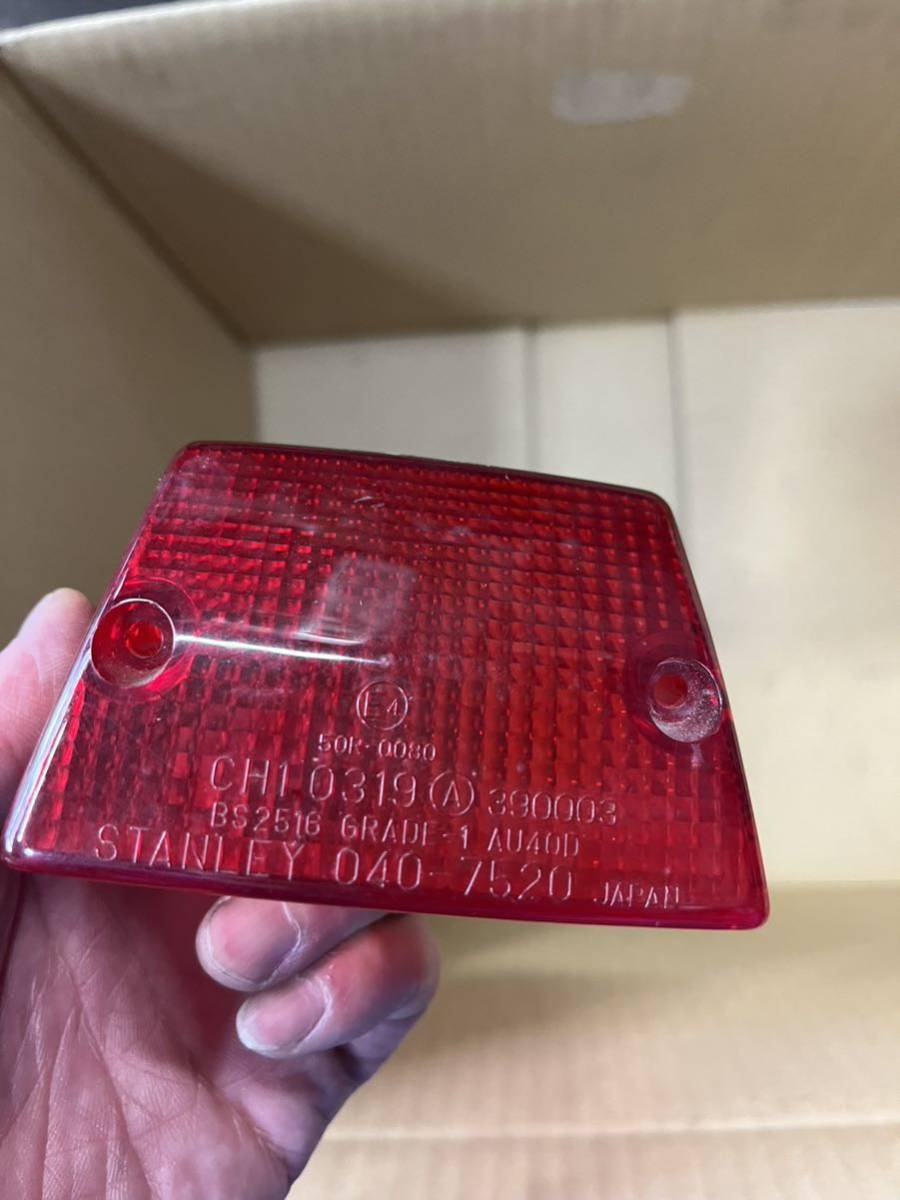 E4
50R-0080
CH1 0319 A 390003
BS2516 GRADE-1 AU40D
STANLEY 040-7520 JAPAN